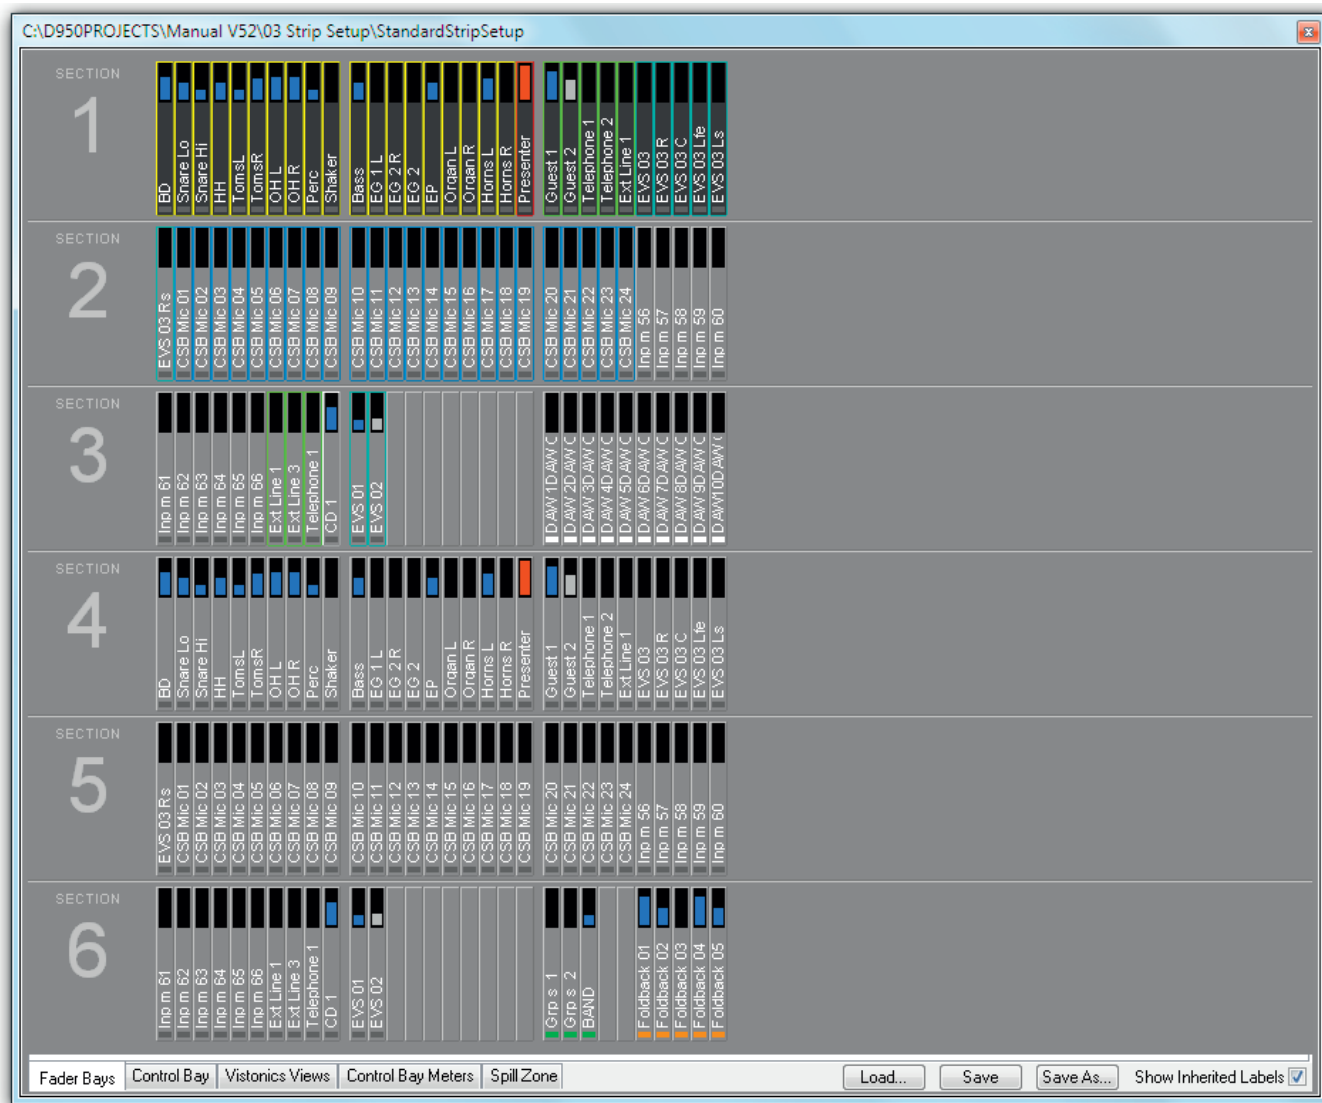 C:\D950PROJECTS\Manual V52\03 Strip Setup\StandardStripSetup
SECTION
1
BD
Snare Lo
Snare Hi
HH
TomsL
TomsR
OH L
OH R
Perc
Shaker
Bass
EG 1 L
EG 2 R
EG 2
EP
Organ L
Organ R
Horns L
Horns R
Presenter
Guest 1
Guest 2
Telephone 1
Telephone 2
Ext Line 1
EVS 03
EVS 03 R
EVS 03 C
EVS 03 Lfe
EVS 03 Ls
SECTION
2
EVS 03 Rs
CSB Mic 01
CSB Mic 02
CSB Mic 03
CSB Mic 04
CSB Mic 05
CSB Mic 06
CSB Mic 07
CSB Mic 08
CSB Mic 09
CSB Mic 10
CSB Mic 11
CSB Mic 12
CSB Mic 13
CSB Mic 14
CSB Mic 15
CSB Mic 16
CSB Mic 17
CSB Mic 18
CSB Mic 19
CSB Mic 20
CSB Mic 21
CSB Mic 22
CSB Mic 23
CSB Mic 24
Inp m 56
Inp m 57
Inp m 58
Inp m 59
Inp m 60
SECTION
3
Inp m 61
Inp m 62
Inp m 63
Inp m 64
Inp m 65
Inp m 66
Ext Line 1
Ext Line 3
Telephone 1
CD 1
EVS 01
EVS 02
DAW 1DAW C
DAW 2DAW C
DAW 3DAW C
DAW 4DAW C
DAW 5DAW C
DAW 6DAW C
DAW 7DAW C
DAW 8DAW C
DAW 9DAW C
DAW10DAW C
SECTION
4
BD
Snare Lo
Snare Hi
HH
TomsL
TomsR
OH L
OH R
Perc
Shaker
Bass
EG 1 L
EG 2 R
EG 2
EP
Organ L
Organ R
Horns L
Horns R
Presenter
Guest 1
Guest 2
Telephone 1
Telephone 2
Ext Line 1
EVS 03
EVS 03 R
EVS 03 C
EVS 03 Lfe
EVS 03 Ls
SECTION
5
EVS 03 Rs
CSB Mic 01
CSB Mic 02
CSB Mic 03
CSB Mic 04
CSB Mic 05
CSB Mic 06
CSB Mic 07
CSB Mic 08
CSB Mic 09
CSB Mic 10
CSB Mic 11
CSB Mic 12
CSB Mic 13
CSB Mic 14
CSB Mic 15
CSB Mic 16
CSB Mic 17
CSB Mic 18
CSB Mic 19
CSB Mic 20
CSB Mic 21
CSB Mic 22
CSB Mic 23
CSB Mic 24
Inp m 56
Inp m 57
Inp m 58
Inp m 59
Inp m 60
SECTION
6
Inp m 61
Inp m 62
Inp m 63
Inp m 64
Inp m 65
Inp m 66
Ext Line 1
Ext Line 3
Telephone 1
CD 1
EVS 01
EVS 02
Grp s 1
Grp s 2
BAND
Foldback 01
Foldback 02
Foldback 03
Foldback 04
Foldback 05
Fader Bays Control Bay Vistonics Views Control Bay Meters Spill Zone Load... Save Save As... Show Inherited Labels